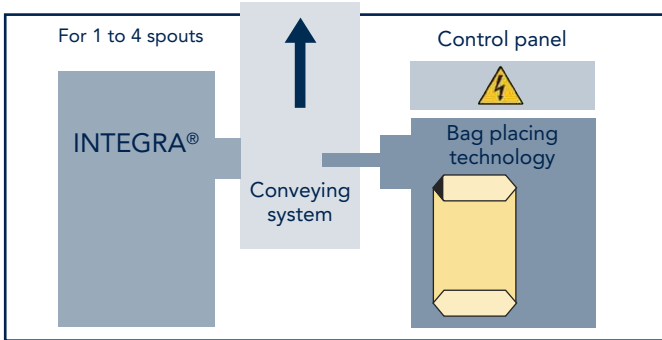 For 1 to 4 spouts
INTEGRA®
Conveying
system
Control panel
Bag placing
technology